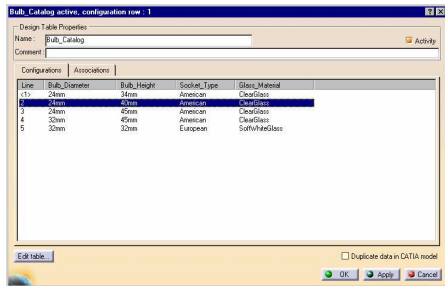 Bulb_Catalog active, configuration row : 1
Design Table Properties
Name : Bulb_Catalog Activity
Comment :
Configurations Associations
Line Bulb_Diameter Bulb_Height Socket_Type Glass_Material
<1> 24mm 34mm American ClearGlass
2 24mm 40mm American ClearGlass
3 24mm 45mm American ClearGlass
4 32mm 45mm American ClearGlass
5 32mm 32mm European SoftWhiteGlass
Edit table...
Duplicate data in CATIA model
OK Apply Cancel